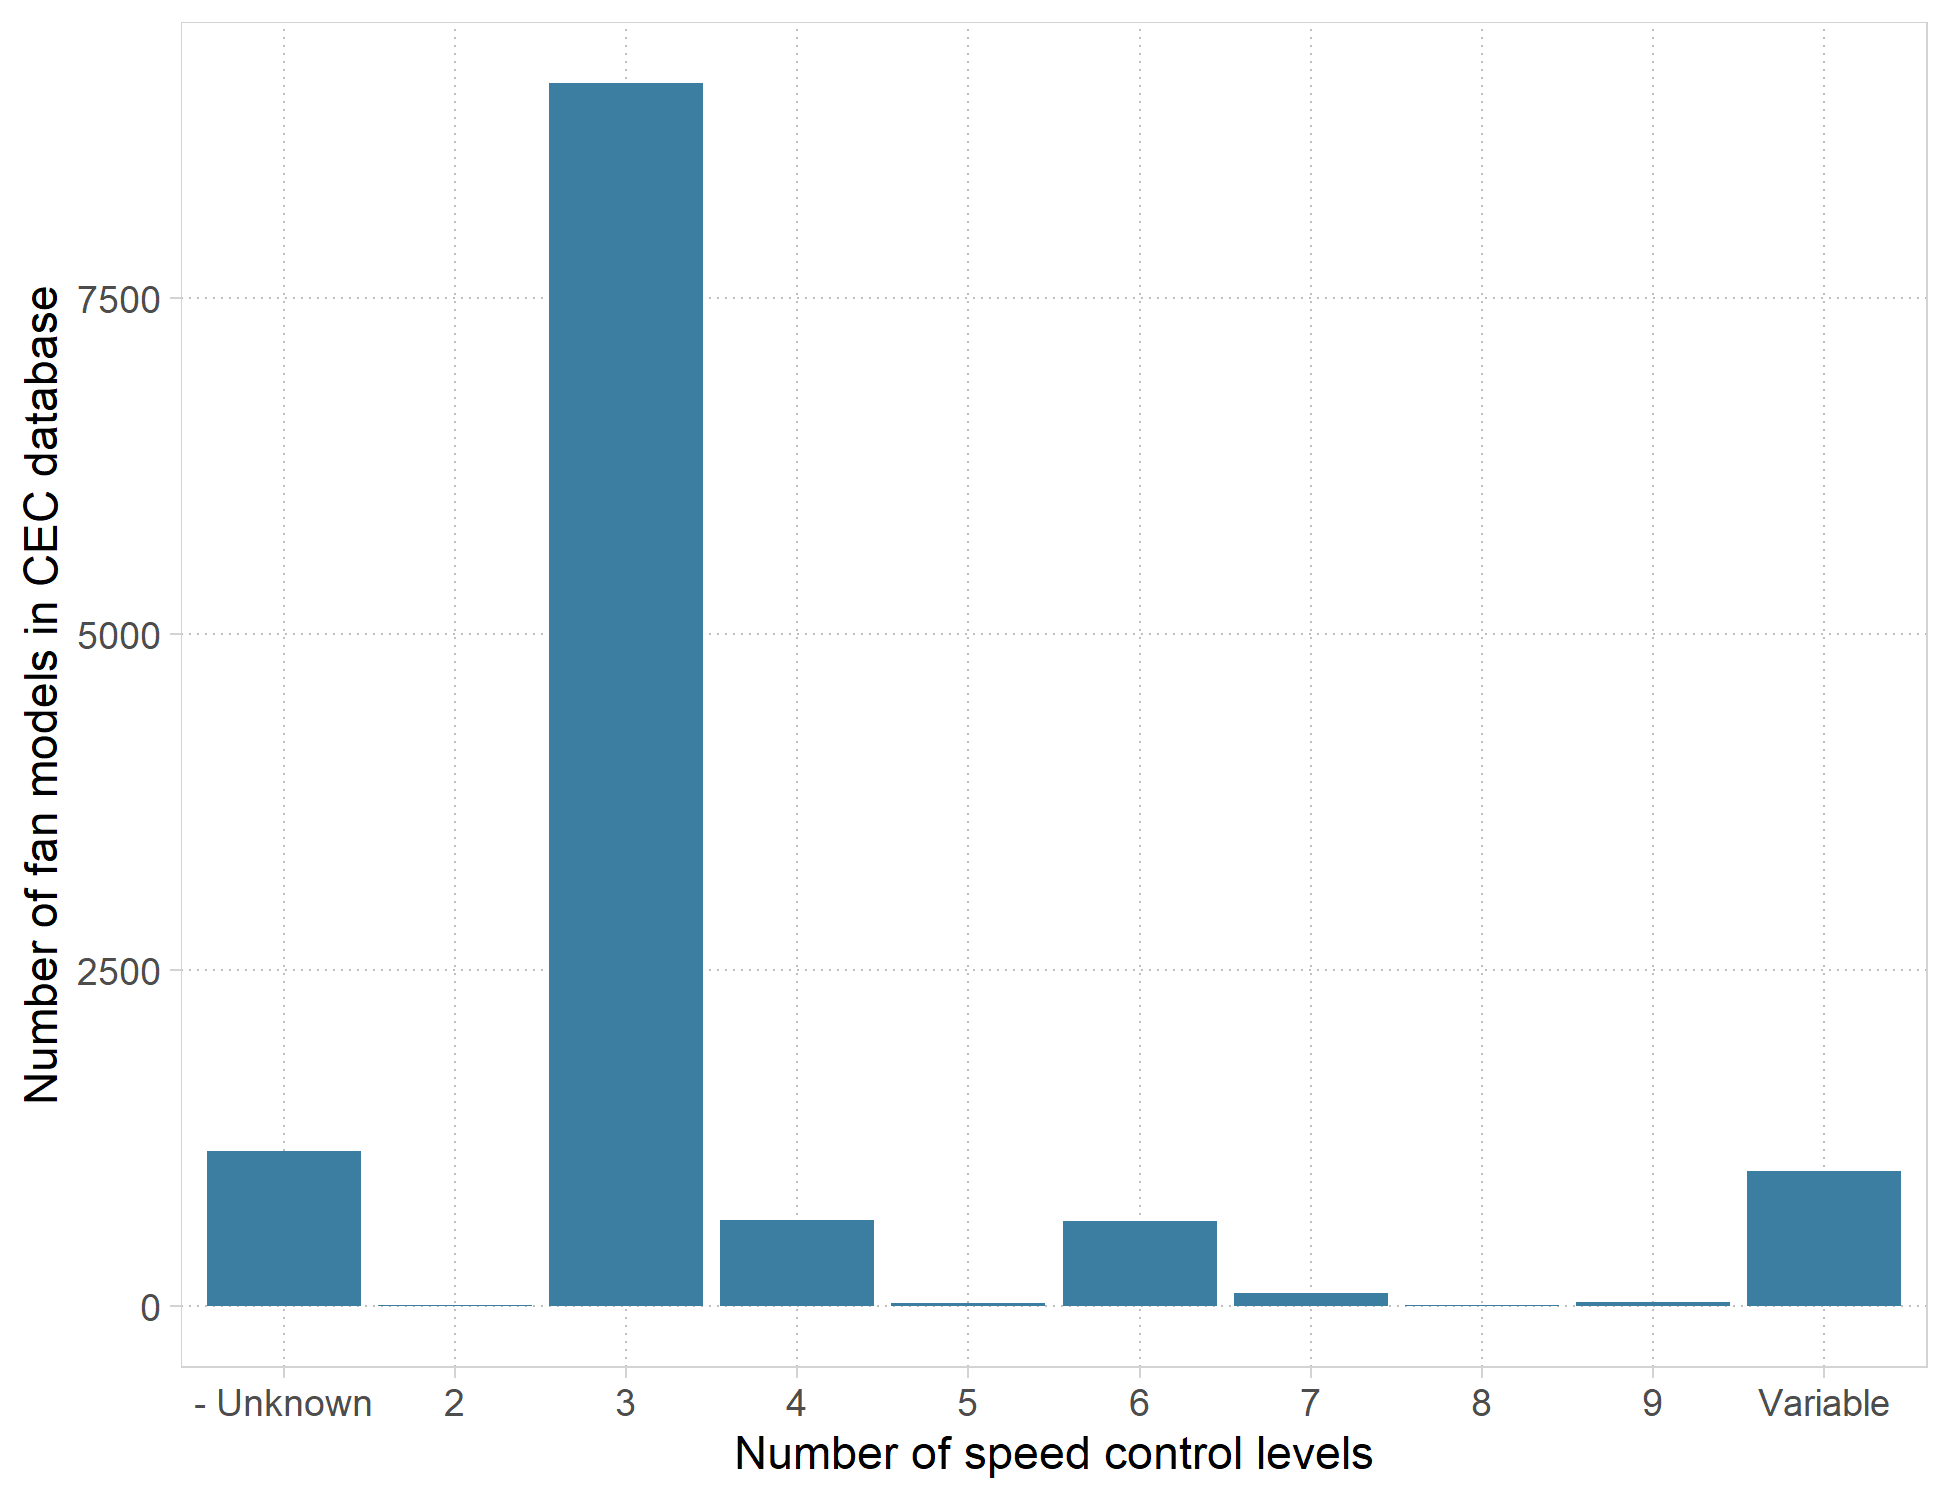 Number of fan models in CEC database
7500
5000
2500
0
- Unknown 2 3 4 5 6 7 8 9 Variable
Number of speed control levels